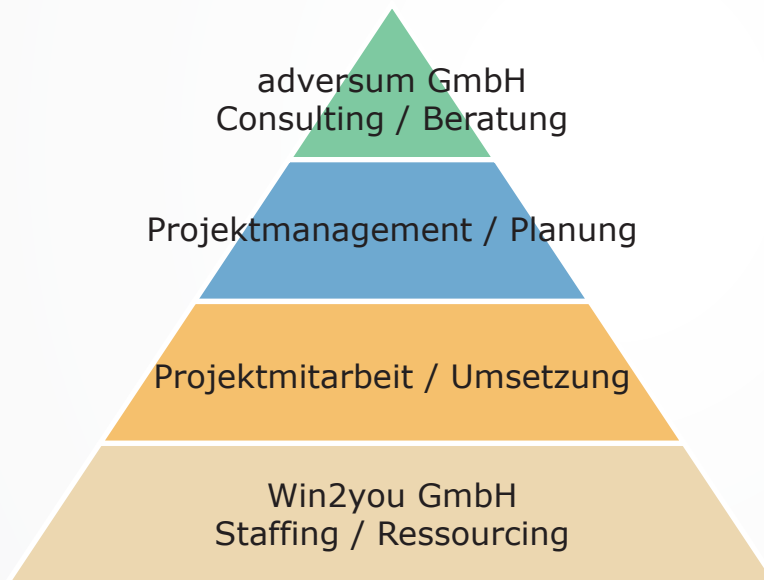 adversum GmbH
Consulting / Beratung
Projektmanagement / Planung
Projektmitarbeit / Umsetzung
Win2you GmbH
Staffing / Ressourcing